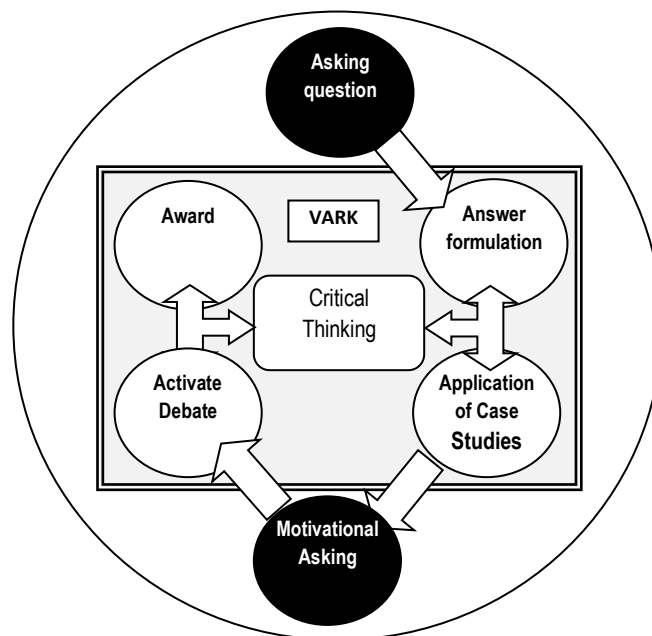 Asking
question
Award
VARK
Answer
formulation
Critical
Thinking
Activate
Debate
Application
of Case
Studies
Motivational
Asking